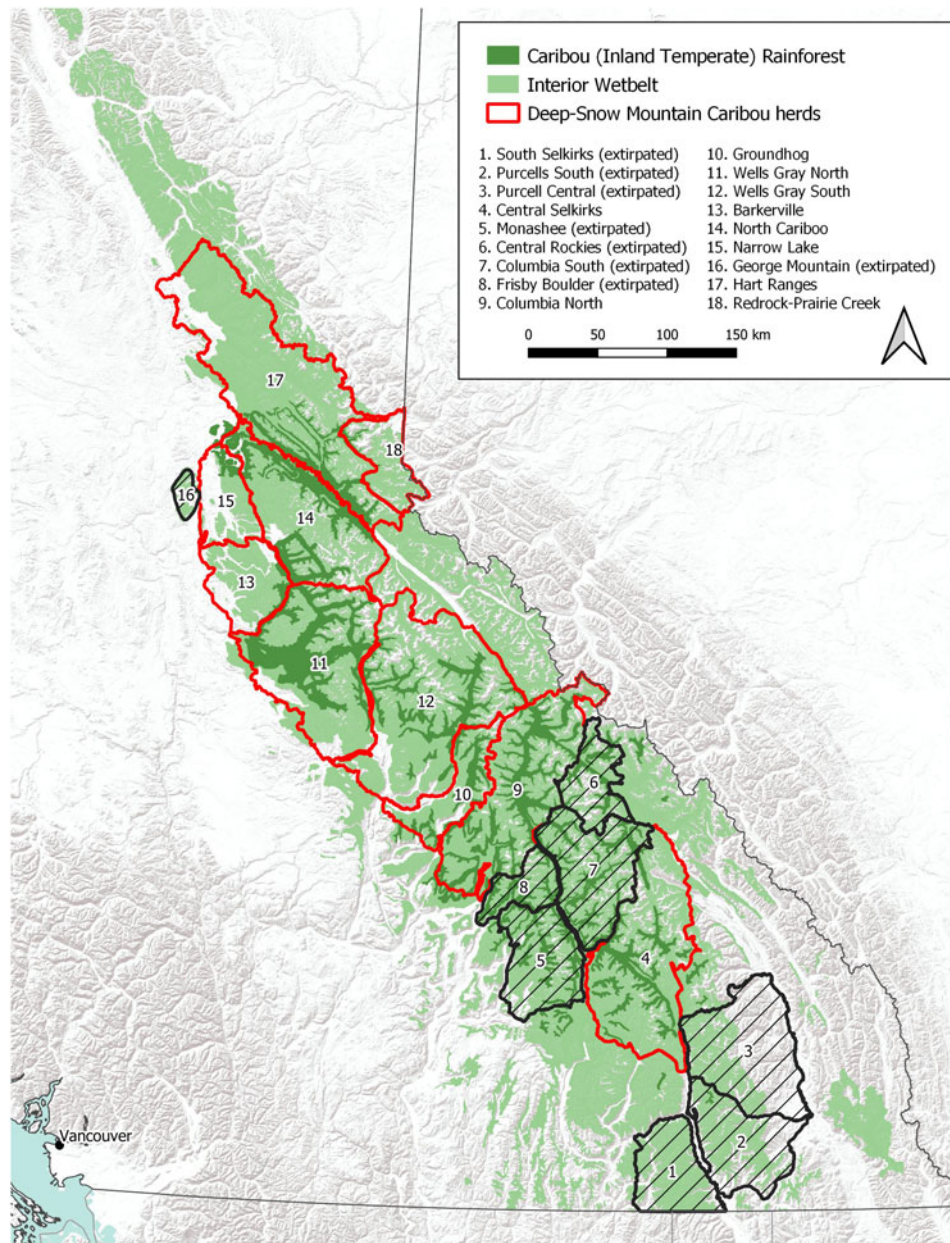 Caribou (Inland Temperate) Rainforest
Interior Wetbelt
Deep-Snow Mountain Caribou herds
1. South Selkirks (extirpated)
2. Purcells South (extirpated)
3. Purcell Central (extirpated)
4. Central Selkirks
5. Monashee (extirpated)
6. Central Rockies (extirpated)
7. Columbia South (extirpated)
8. Frisby Boulder (extirpated)
9. Columbia North
10. Groundhog
11. Wells Gray North
12. Wells Gray South
13. Barkerville
14. North Cariboo
15. Narrow Lake
16. George Mountain (extirpated)
17. Hart Ranges
18. Redrock-Prairie Creek
0 50 100 150 km
17
18
16
15
14
13
11
12
10
9
6
7
8
5
4
3
2
1
Vancouver